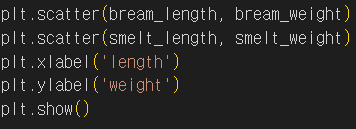 plt.scatter(bream_length, bream_weight)
plt.scatter(smelt_length, smelt_weight)
plt.xlabel('length')
plt.ylabel('weight')
plt.show()